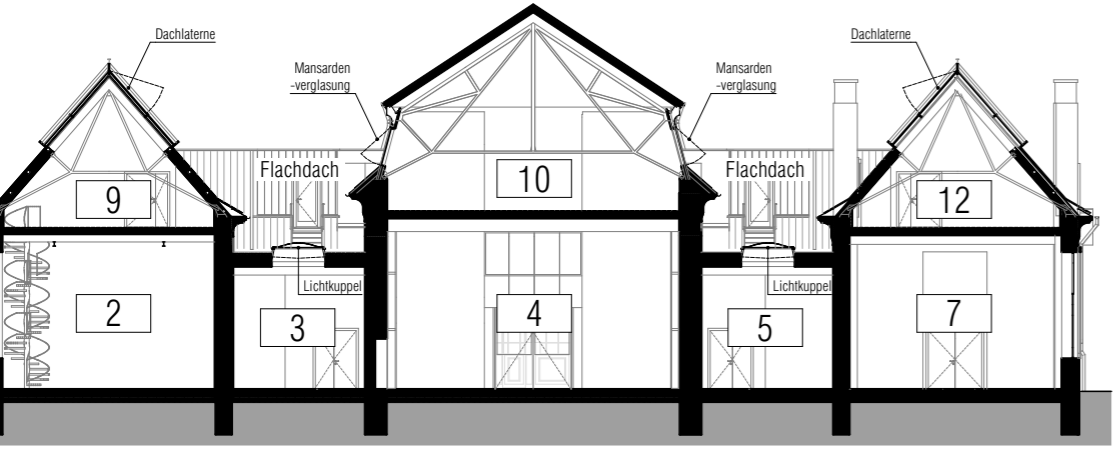 Dachlaterne
Dachlaterne
Mansarden
-verglasung
Mansarden
-verglasung
Flachdach
Flachdach
9
10
12
Lichtkuppel
Lichtkuppel
2
3
4
5
7